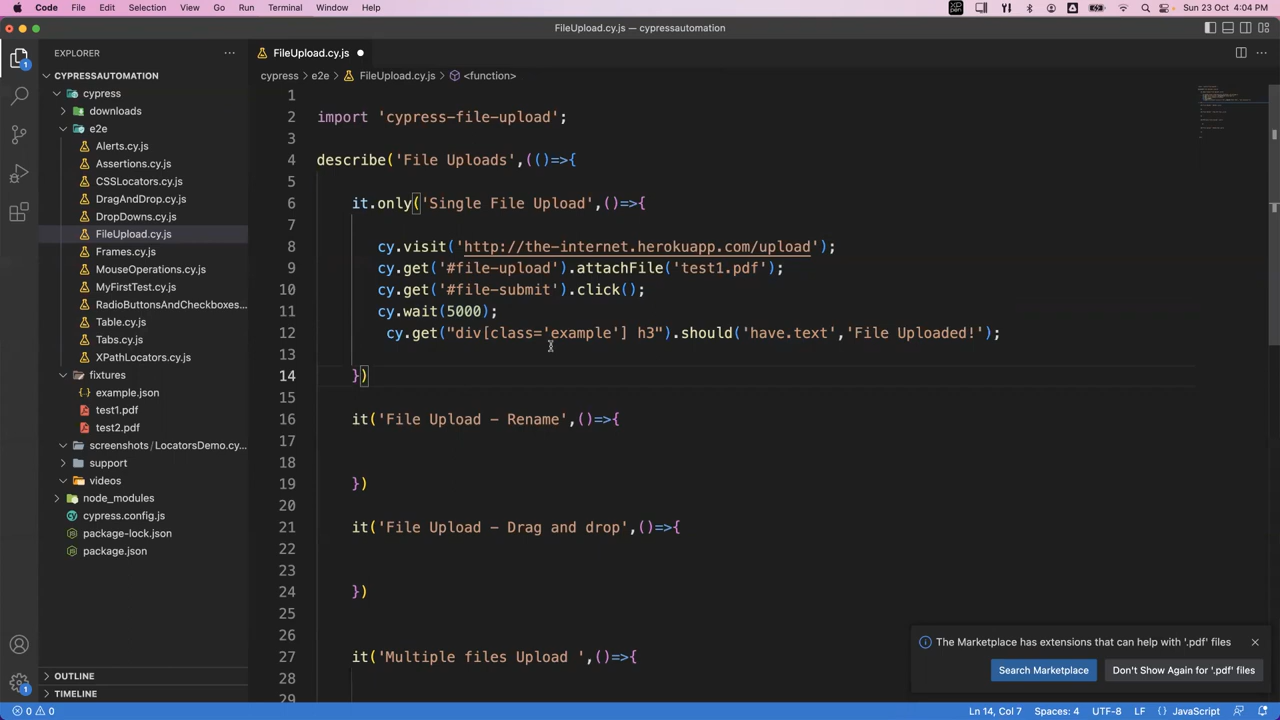 Code File Edit Selection View Go Run Terminal Window Help Sun 23 Oct 4:04 PM
FileUpload.cy.js — cypressautomation
EXPLORER
FileUpload.cy.js
CYPRESSAUTOMATION
cypress
downloads
e2e
Alerts.cy.js
Assertions.cy.js
CSSLocators.cy.js
DragAndDrop.cy.js
DropDowns.cy.js
FileUpload.cy.js
Frames.cy.js
MouseOperations.cy.js
MyFirstTest.cy.js
RadioButtonsAndCheckboxes...
Table.cy.js
Tabs.cy.js
XPathLocators.cy.js
fixtures
example.json
test1.pdf
test2.pdf
screenshots / LocatorsDemo.cy...
support
videos
node_modules
cypress.config.js
package-lock.json
package.json
OUTLINE
TIMELINE
cypress > e2e > FileUpload.cy.js > <function>
1
2 import 'cypress-file-upload';
3
4 describe('File Uploads',(()=>{
5
6 it.only('Single File Upload',()=>{
7
8 cy.visit('http://the-internet.herokuapp.com/upload');
9 cy.get('#file-upload').attachFile('test1.pdf');
10 cy.get('#file-submit').click();
11 cy.wait(5000);
12 cy.get("div[class='example'] h3").should('have.text','File Uploaded!');
13
14 })
15
16 it('File Upload - Rename',()=>{
17
18
19 })
20
21 it('File Upload - Drag and drop',()=>{
22
23
24 })
25
26
27 it('Multiple files Upload ',()=>{
28
29
The Marketplace has extensions that can help with '.pdf' files
Search Marketplace Don't Show Again for '.pdf' files
0 0 Ln 14, Col 7 Spaces: 4 UTF-8 LF {} JavaScript